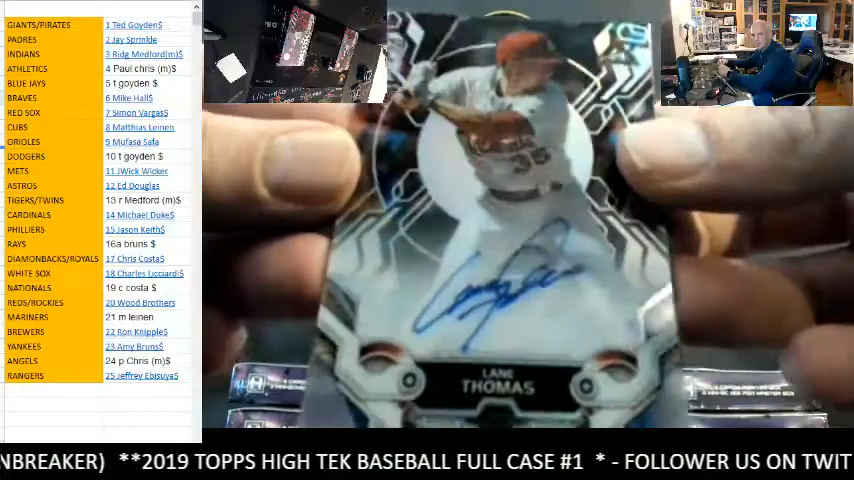 GIANTS/PIRATES 1 Ted Goyden$
PADRES 2 Jay Sprinkle
INDIANS 3 Ridg Medford(m)$
ATHLETICS 4 Paul chris (m)$
BLUE JAYS 5 t goyden $
BRAVES 6 Mike Hall$
RED SOX 7 Simon Vargas$
CUBS 8 Matthias Leinen
ORIOLES 9 Mufasa Safa
DODGERS 10 t goyden $
METS 11 JWick Wicker
ASTROS 12 Ed Douglas
TIGERS/TWINS 13 r Medford (m)$
CARDINALS 14 Michael Duke$
PHILLIERS 15 Jason Keith$
RAYS 16a bruns $
DIAMONBACKS/ROYALS 17 Chris Costa$
WHITE SOX 18 Charles Licciardi$
NATIONALS 19 c costa $
REDS/ROCKIES 20 Wood Brothers
MARINERS 21 m leinen
BREWERS 22 Ron Knipple$
YANKEES 23 Amy Bruns$
ANGELS 24 p Chris (m)$
RANGERS 25 Jeffrey Ebisuya$
35
LANE
THOMAS
NBREAKER) **2019 TOPPS HIGH TEK BASEBALL FULL CASE #1 * - FOLLOWER US ON TWIT